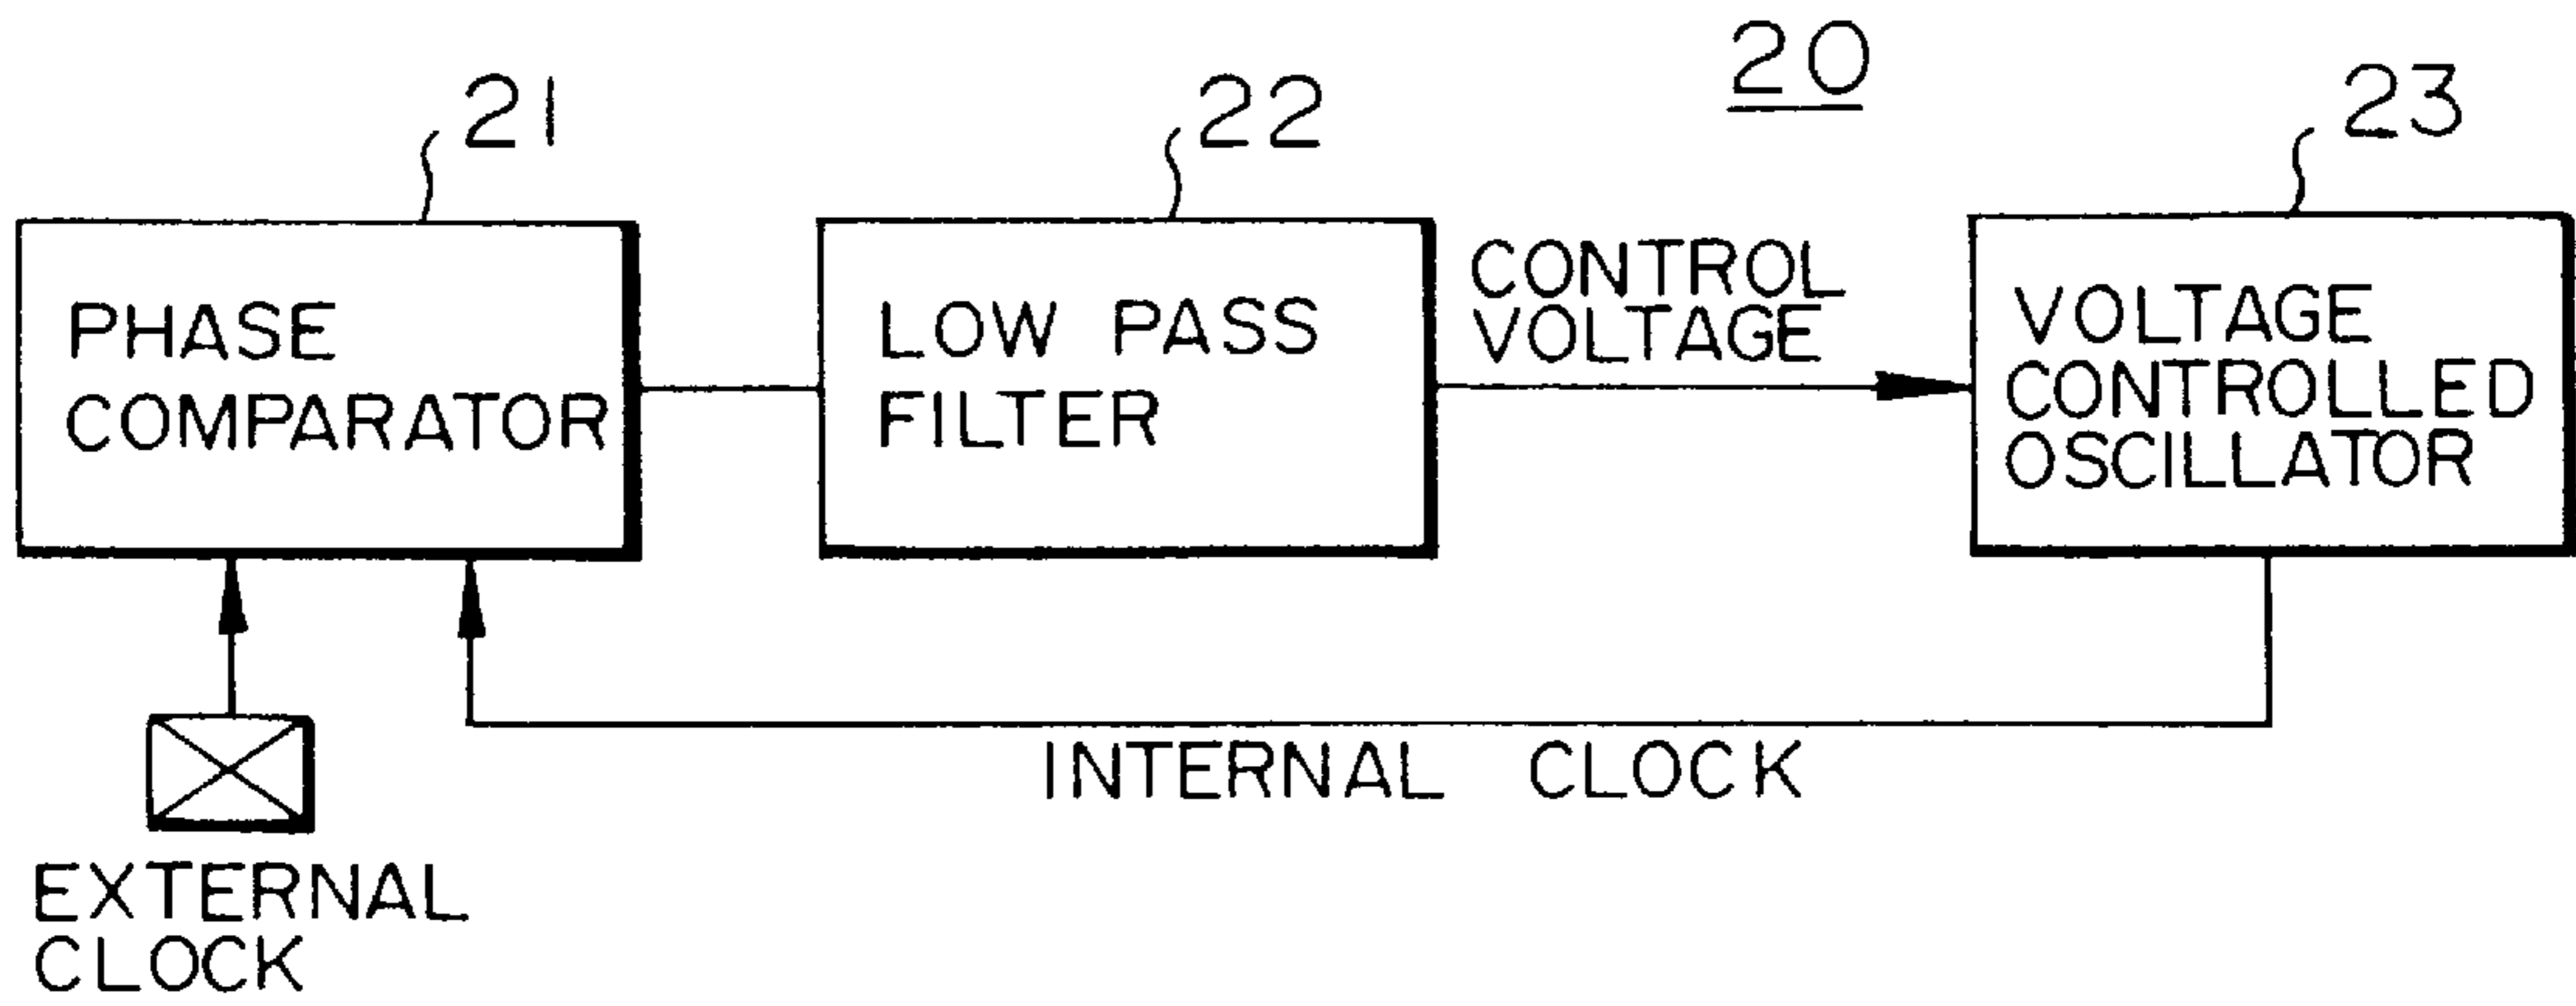 20
21
22
23
PHASE
COMPARATOR
LOW PASS
FILTER
CONTROL
VOLTAGE
VOLTAGE
CONTROLLED
OSCILLATOR
INTERNAL CLOCK
EXTERNAL
CLOCK